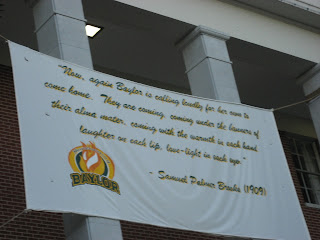 "Now, again Baylor is calling loudly for her own to
come home. They are coming, coming under the banners of
their alma mater, coming with the warmth in each hand
laughter on each lip, love-light in each eye."
- Samuel Palmer Brooks (1909)
BAYLOR
BAYLOR